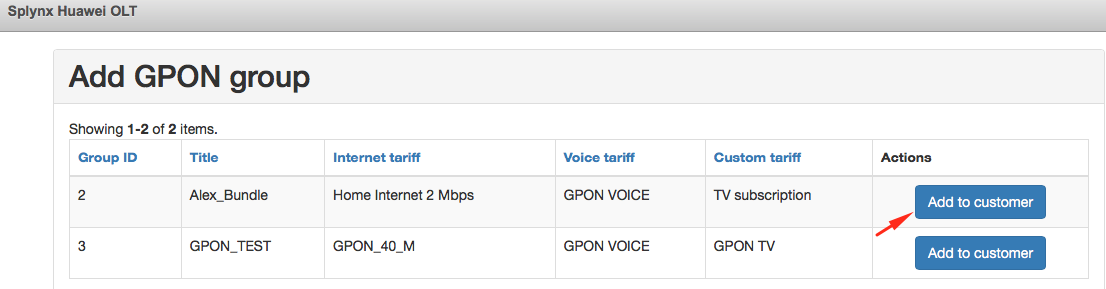 Splynx Huawei OLT
Add GPON group
Showing 1-2 of 2 items.
Group ID Title Internet tariff Voice tariff Custom tariff Actions
2 Alex_Bundle Home Internet 2 Mbps GPON VOICE TV subscription Add to customer
3 GPON_TEST GPON_40_M GPON VOICE GPON TV Add to customer